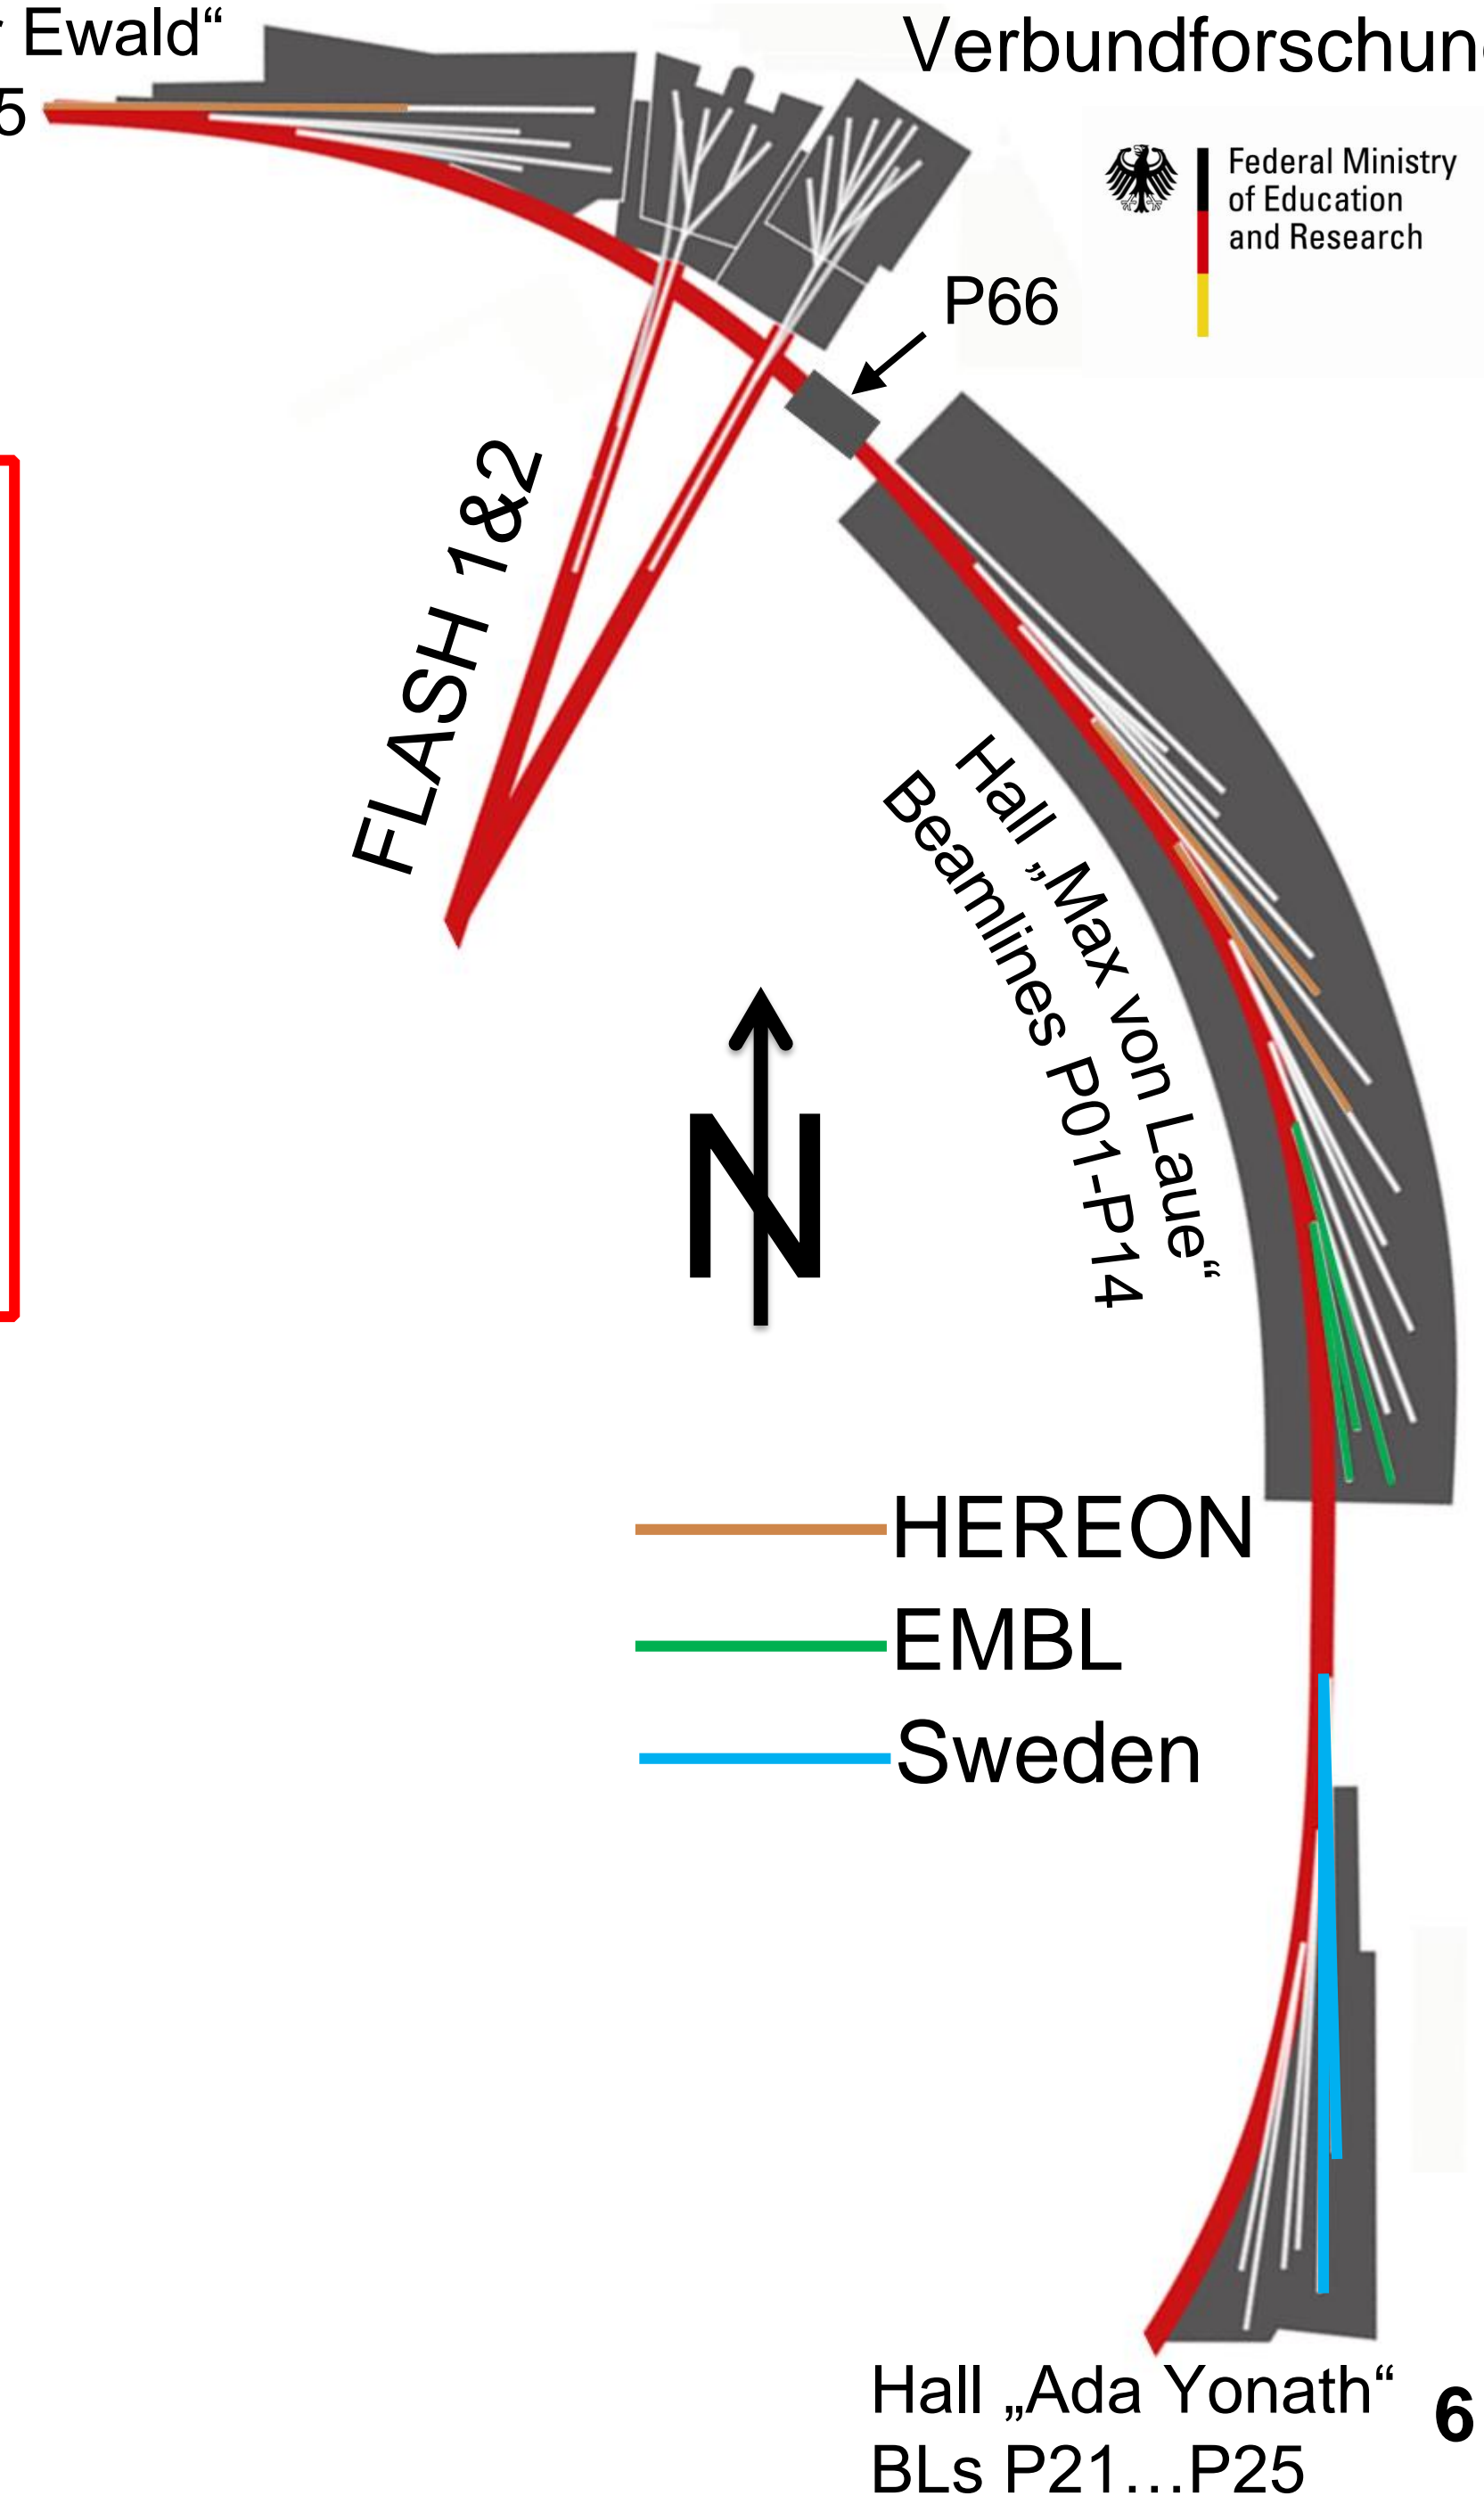 Ewald“
5
Verbundforschung
Federal Ministry
of Education
and Research
P66
FLASH 1&2
Hall „Max von Laue“
Beamlines P01-P14
N
HEREON
EMBL
Sweden
Hall „Ada Yonath“
BLs P21...P25
6